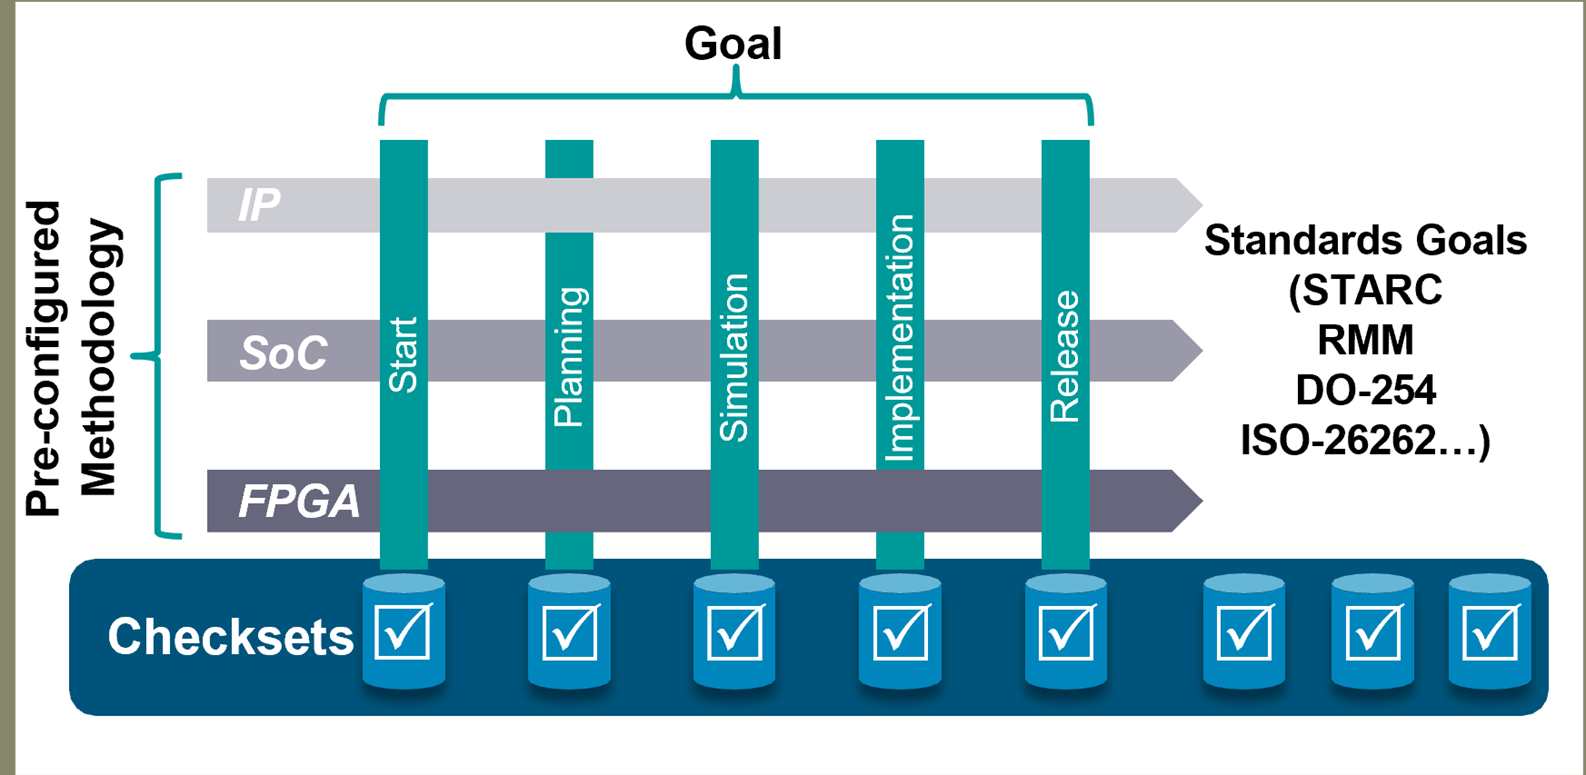 Goal
Pre-configured
Methodology
IP
SoC
FPGA
Start
Planning
Simulation
Implementation
Release
Standards Goals
(STARC
RMM
DO-254
ISO-26262...)
Checksets